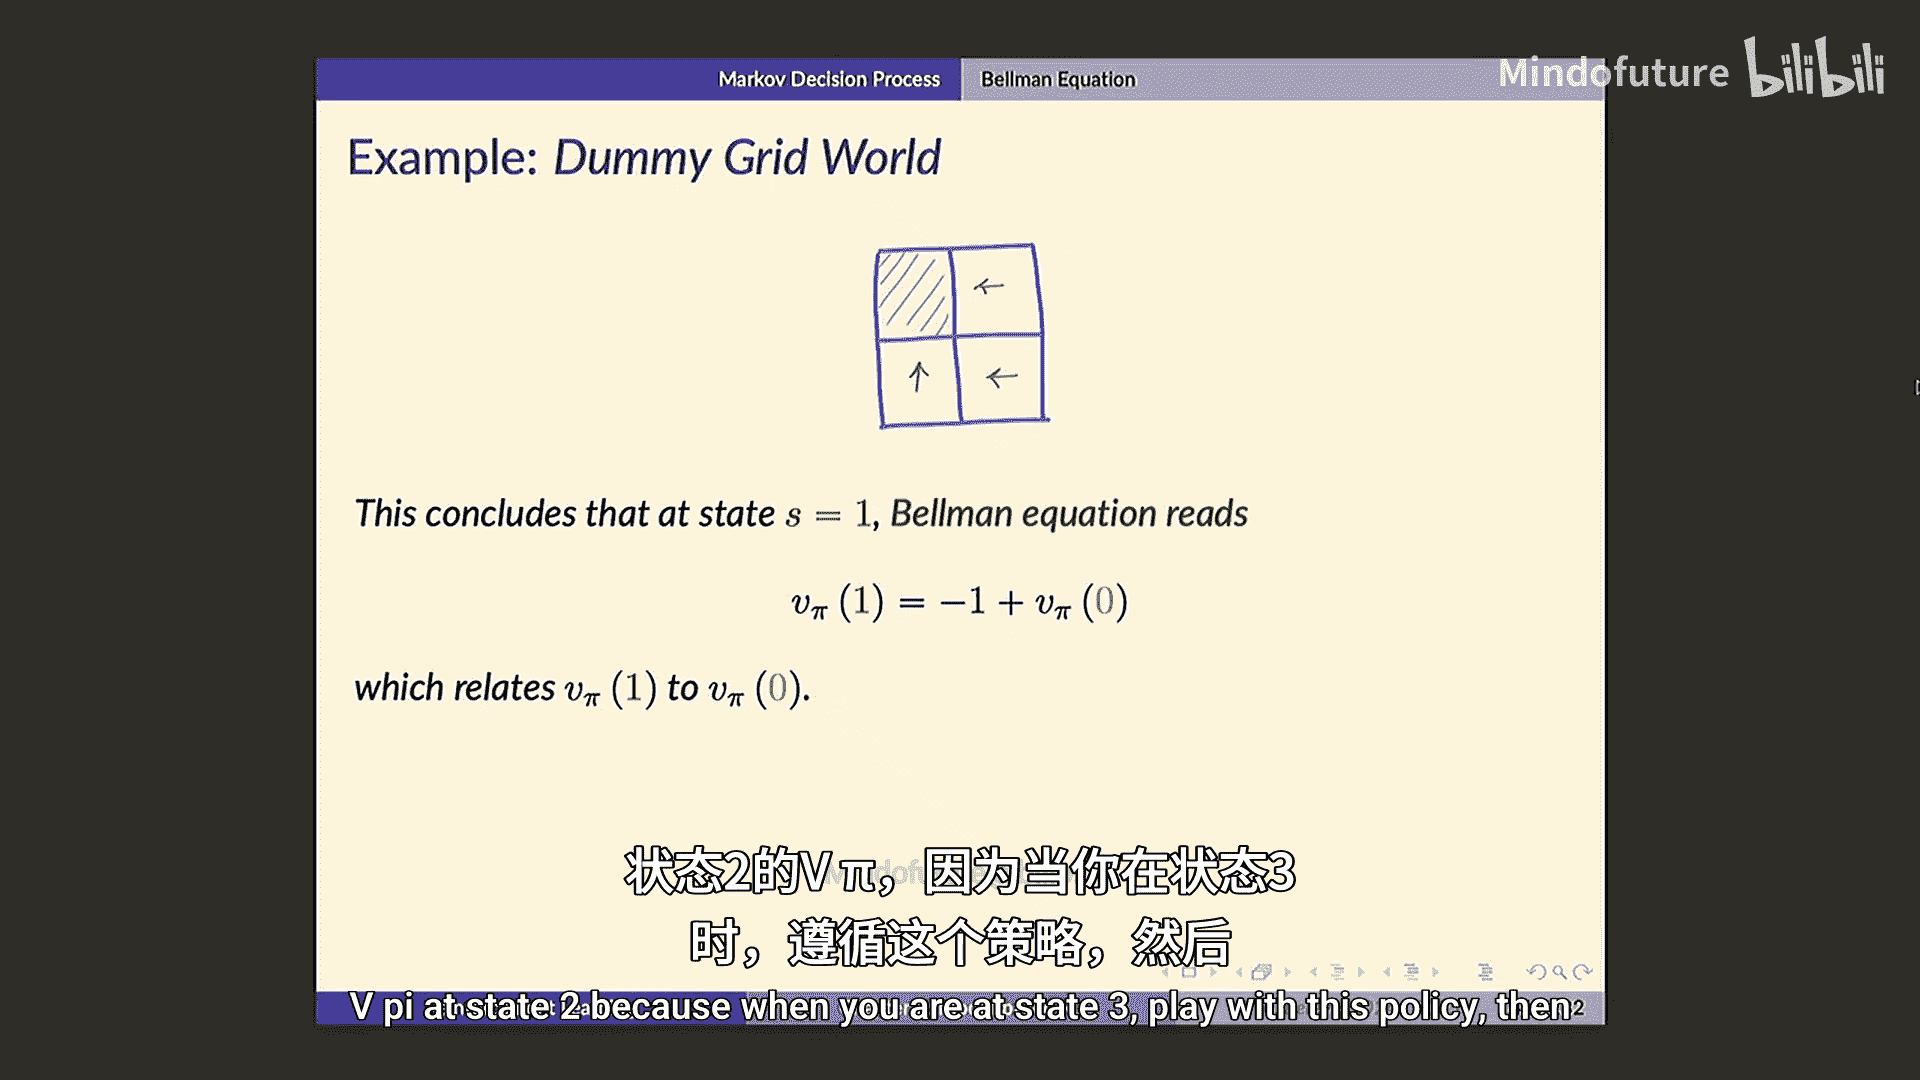 Markov Decision Process
Bellman Equation
Mindofuture bilibili
Example: Dummy Grid World
This concludes that at state s = 1, Bellman equation reads
vπ (1) = −1 + vπ (0)
which relates vπ (1) to vπ (0).
状态2的V π，因为当你在状态3
时，遵循这个策略，然后
V pi at state 2 because when you are at state 3, play with this policy, then